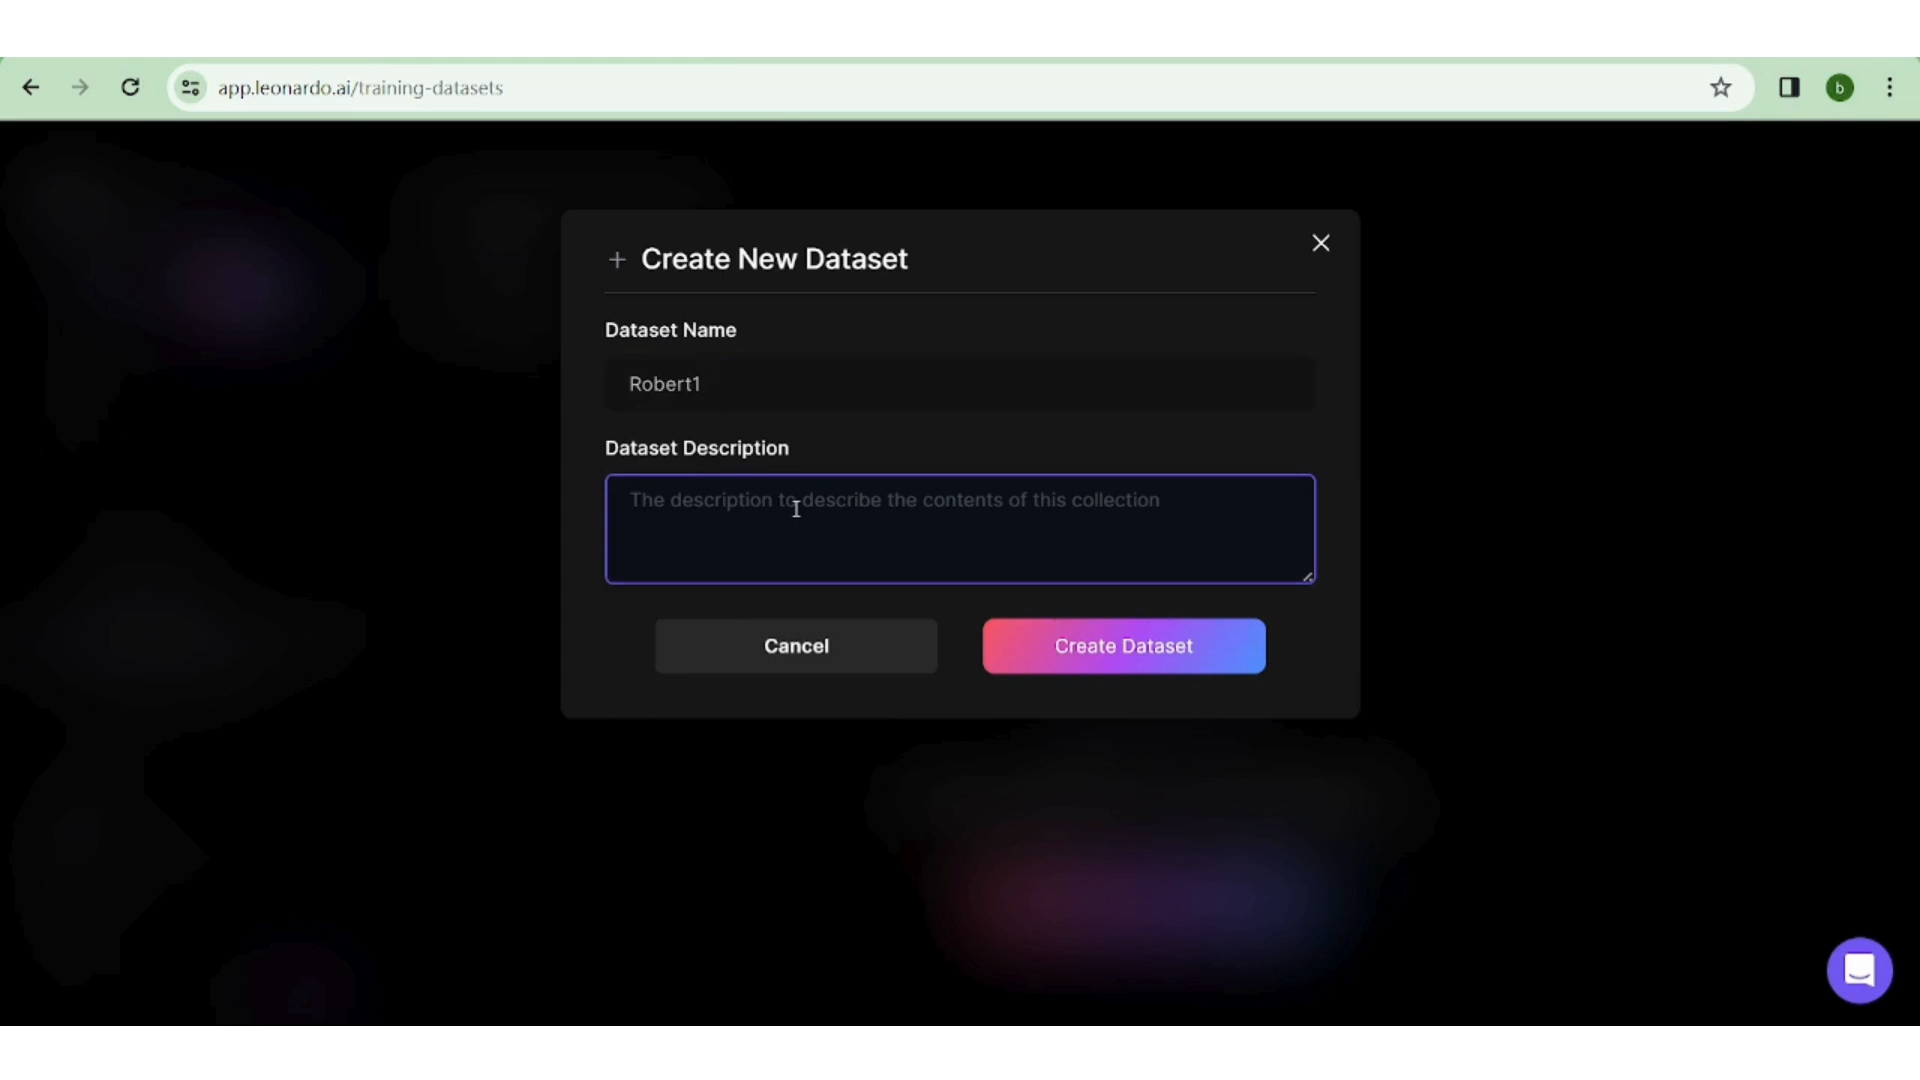 app.leonardo.ai/training-datasets
b
+ Create New Dataset
Dataset Name
Robert1
Dataset Description
The description to describe the contents of this collection
Cancel
Create Dataset